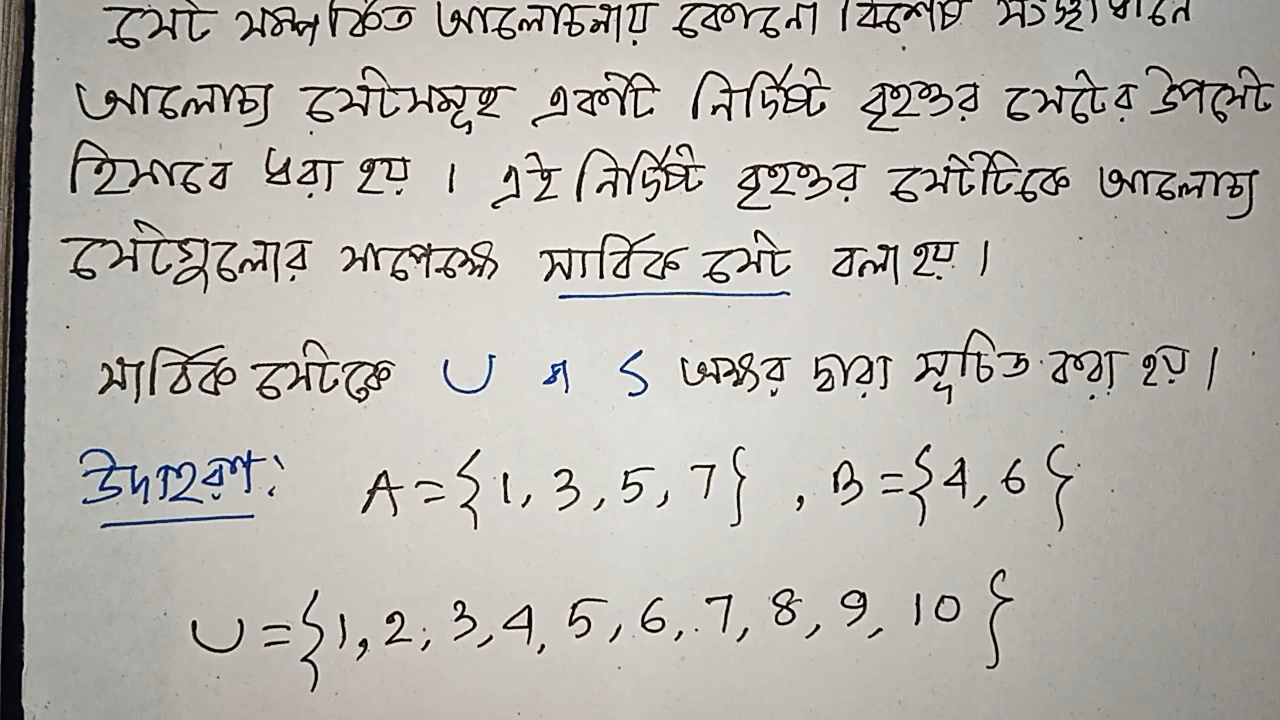 সেট সম্পর্কিত আলোচনায় কোনো বিশেষ
আলোচ্য সেটসমূহ একটি নির্দিষ্ট বৃহত্তর সেটের উপসেট
হিসাবে ধরা হয় । এই নির্দিষ্ট বৃহত্তর সেটটিকে আলোচ্য
সেটগুলোর সাপেক্ষে সার্বিক সেট বলা হয় ।
সার্বিক সেটকে U বা S অক্ষর দ্বারা সূচিত করা হয় ।
উদাহরণ: A = {1, 3, 5, 7} , B = {4, 6}
U = {1, 2, 3, 4, 5, 6, 7, 8, 9, 10}